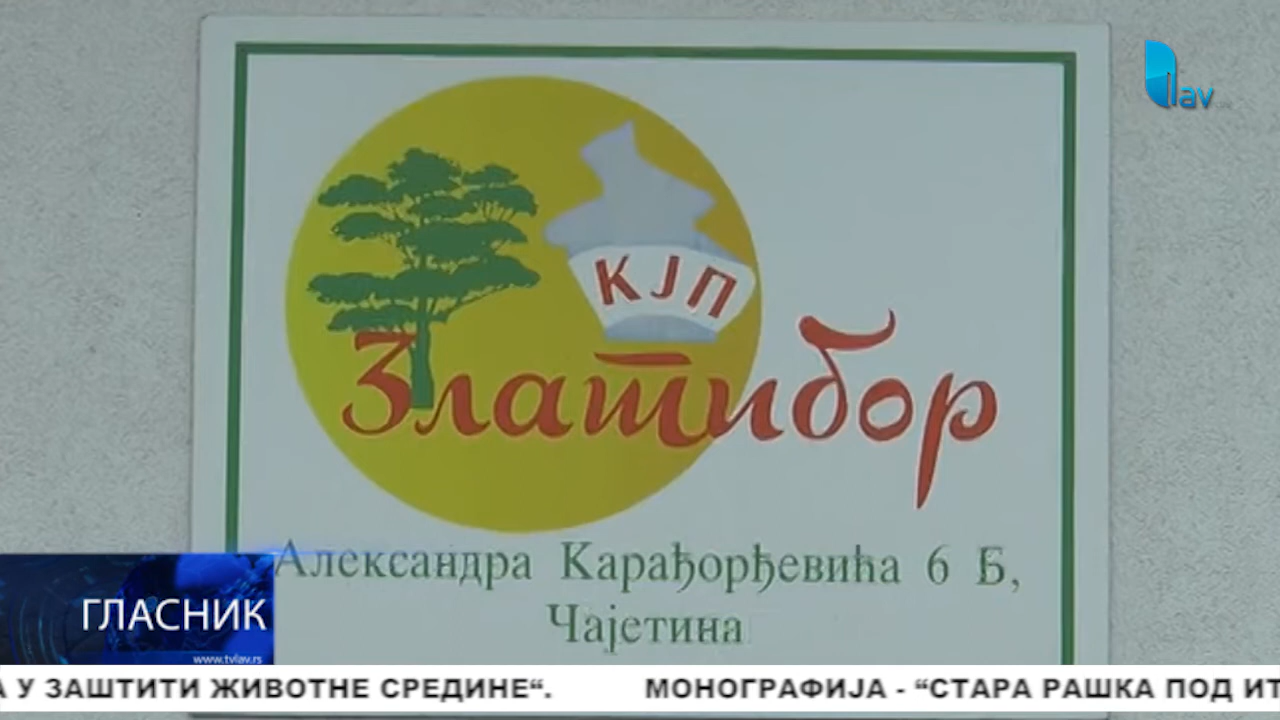 lav
КЈП
Златибор
Александра Карађорђевића 6 Б,
Чајетина
ГЛАСНИК
www.tvlav.rs
А У ЗАШТИТИ ЖИВОТНЕ СРЕДИНЕ“. МОНОГРАФИЈА - “СТАРА РАШКА ПОД ИТ